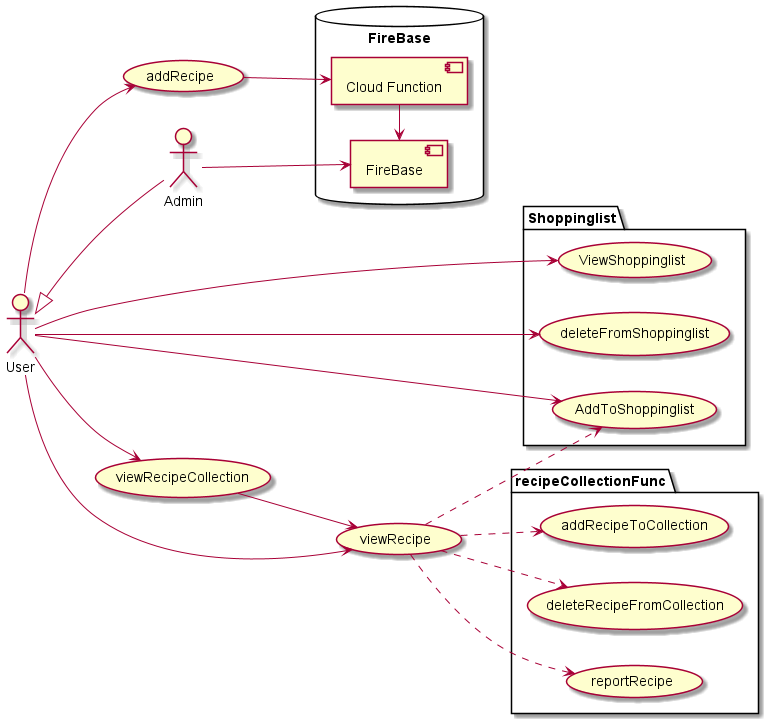 FireBase
addRecipe
Cloud Function
FireBase
Admin
Shoppinglist
ViewShoppinglist
deleteFromShoppinglist
User
AddToShoppinglist
viewRecipeCollection
recipeCollectionFunc
addRecipeToCollection
viewRecipe
deleteRecipeFromCollection
reportRecipe